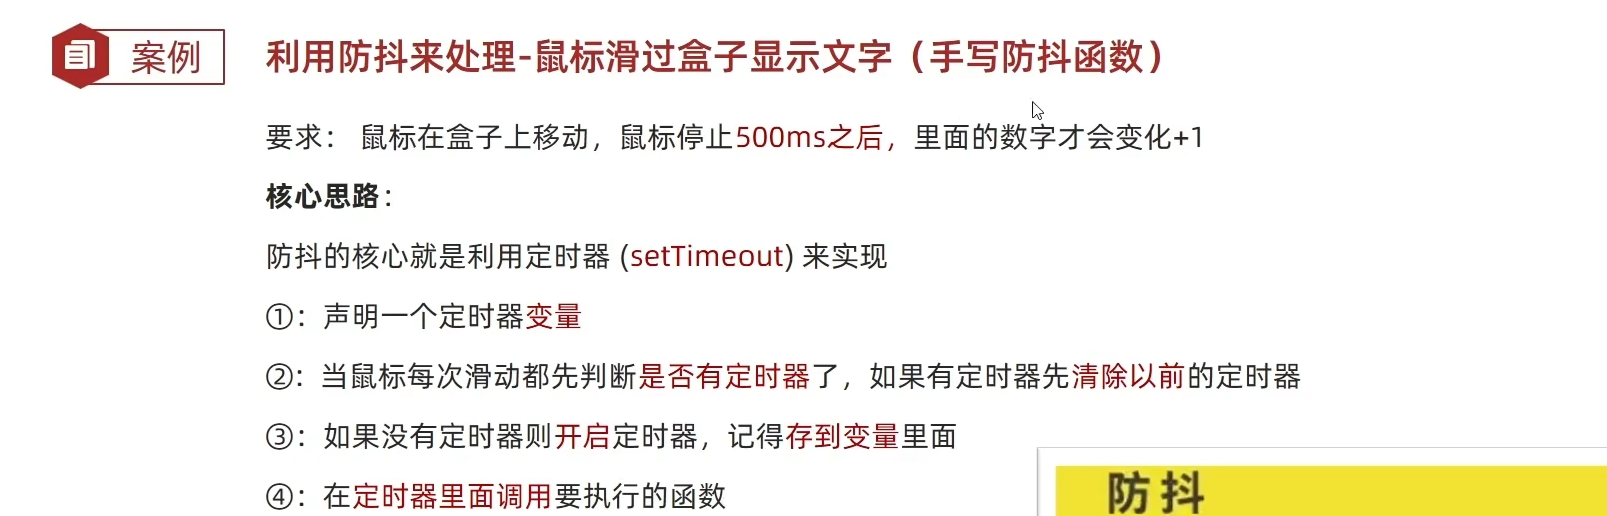 案例
利用防抖来处理-鼠标滑过盒子显示文字（手写防抖函数）
要求： 鼠标在盒子上移动，鼠标停止500ms之后，里面的数字才会变化+1
核心思路：
防抖的核心就是利用定时器 (setTimeout) 来实现
①：声明一个定时器变量
②：当鼠标每次滑动都先判断是否有定时器了，如果有定时器先清除以前的定时器
③：如果没有定时器则开启定时器，记得存到变量里面
④：在定时器里面调用要执行的函数
防抖